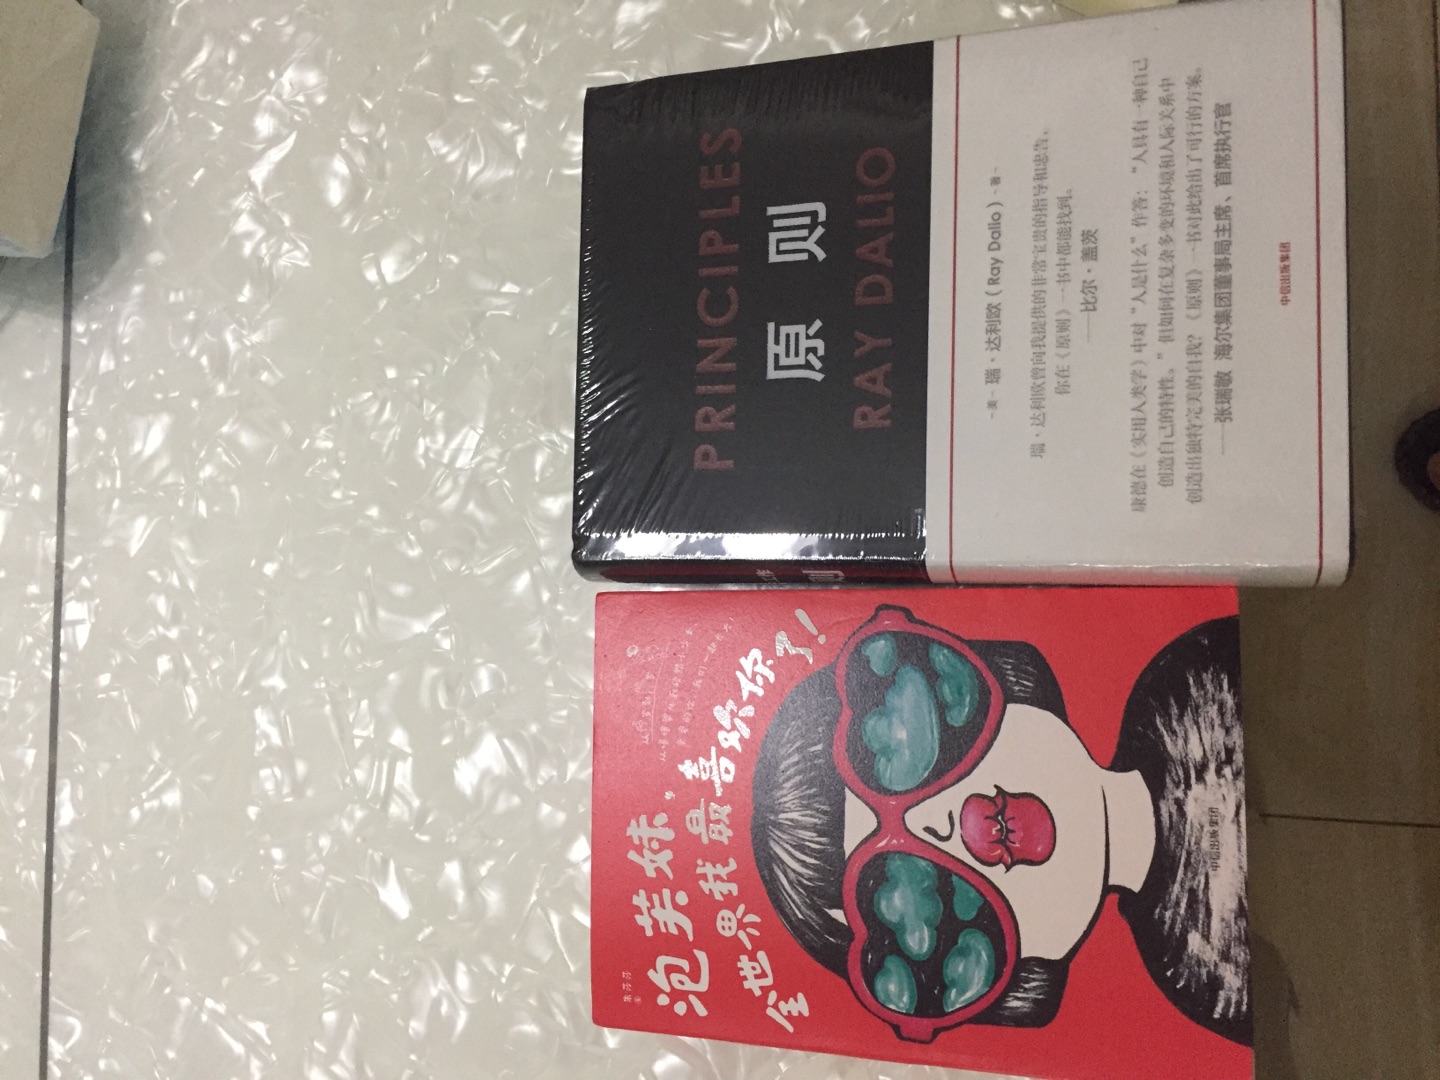 PRINCIPLES
原 则
RAY DALIO
[美] 瑞·达利欧（Ray Dalio）著
瑞·达利欧曾向我提供的非常宝贵的指导和忠告，
你在《原则》一书中都能找到。
——比尔·盖茨
康德在《实用人类学》中对“人是什么”作答：“人具有一种自己
创造自己的特性。”但如何在复杂多变的环境和人际关系中
创造出独特完美的自我？《原则》一书对此给出了可行的方案。
——张瑞敏 海尔集团董事局主席、首席执行官
中信出版集团
则
泡芙妹，
全世界我最喜欢你了！
中信出版集团